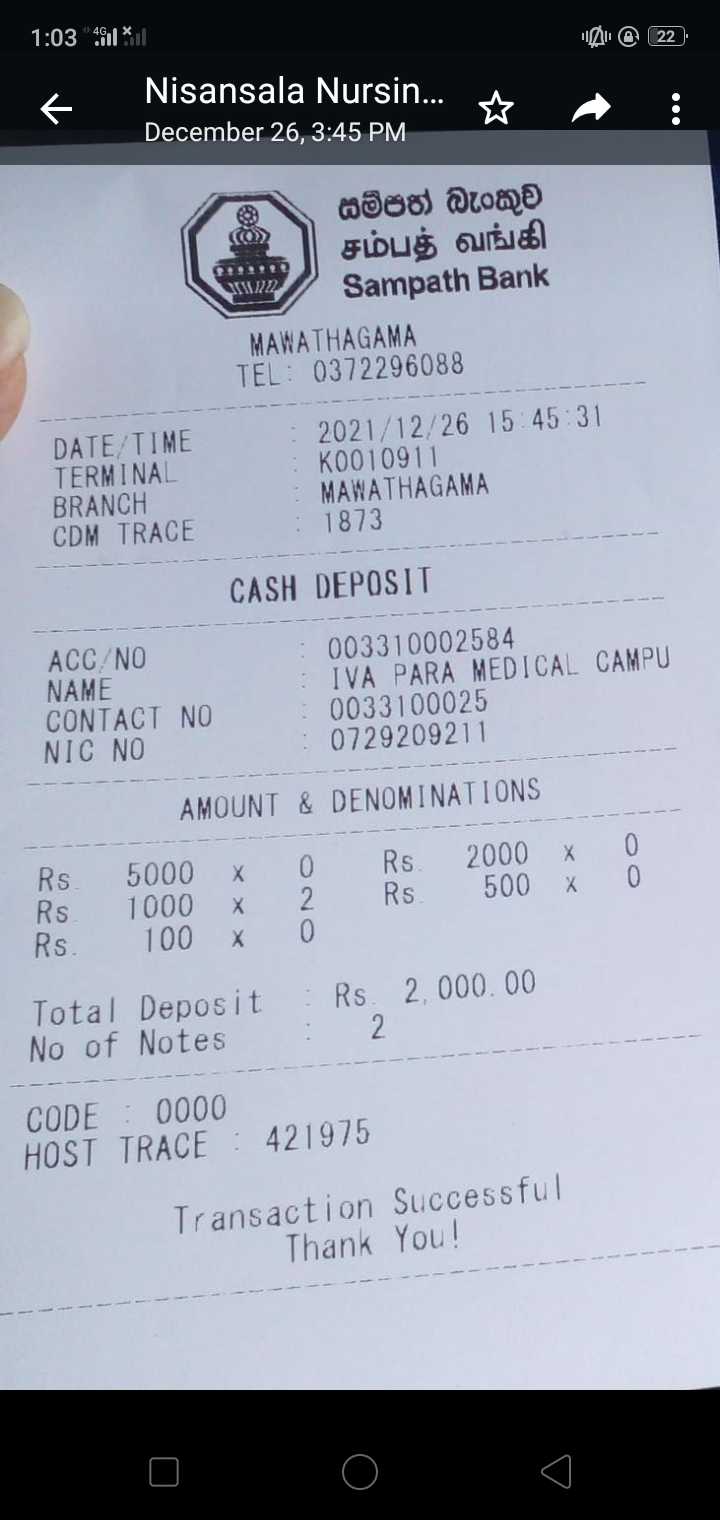 1:03 4G 22
Nisansala Nursin...
December 26, 3:45 PM
සම්පත් බැංකුව
சம்பத் வங்கி
Sampath Bank
MAWATHAGAMA
TEL: 0372296088
DATE/TIME : 2021/12/26 15:45:31
TERMINAL : K0010911
BRANCH : MAWATHAGAMA
CDM TRACE : 1873
CASH DEPOSIT
ACC/NO : 003310002584
NAME : IVA PARA MEDICAL CAMPU
CONTACT NO : 0033100025
NIC NO : 0729209211
AMOUNT & DENOMINATIONS
Rs. 5000 x 0 Rs. 2000 x 0
Rs. 1000 x 2 Rs. 500 x 0
Rs. 100 x 0
Total Deposit : Rs. 2,000.00
No of Notes : 2
CODE : 0000
HOST TRACE : 421975
Transaction Successful
Thank You!